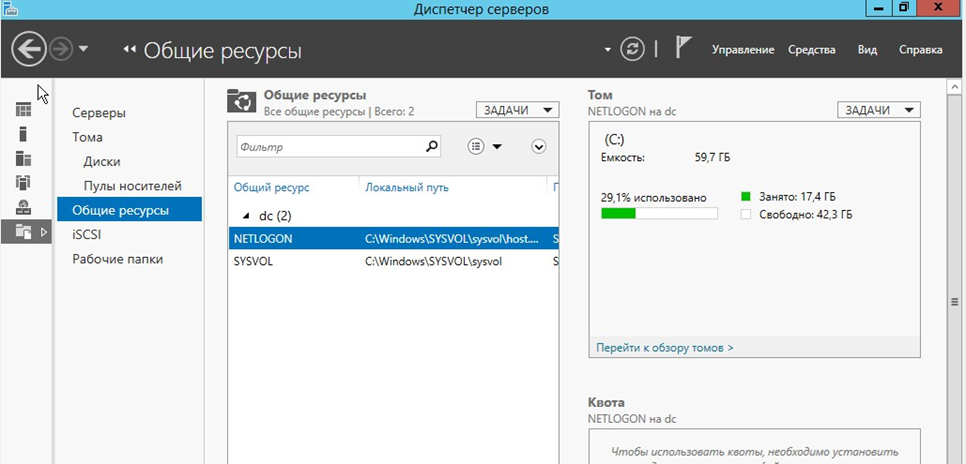 Диспетчер серверов
Общие ресурсы
Управление Средства Вид Справка
Серверы
Тома
Диски
Пулы носителей
Общие ресурсы
iSCSI
Рабочие папки
Общие ресурсы
Все общие ресурсы | Всего: 2
ЗАДАЧИ
Фильтр
Общий ресурс Локальный путь П
dc (2)
NETLOGON C:\Windows\SYSVOL\sysvol\host.... S
SYSVOL C:\Windows\SYSVOL\sysvol S
Том
NETLOGON на dc
ЗАДАЧИ
(C:)
Емкость: 59,7 ГБ
29,1% использовано
Занято: 17,4 ГБ
Свободно: 42,3 ГБ
Перейти к обзору томов >
Квота
NETLOGON на dc
Чтобы использовать квоты, необходимо установить